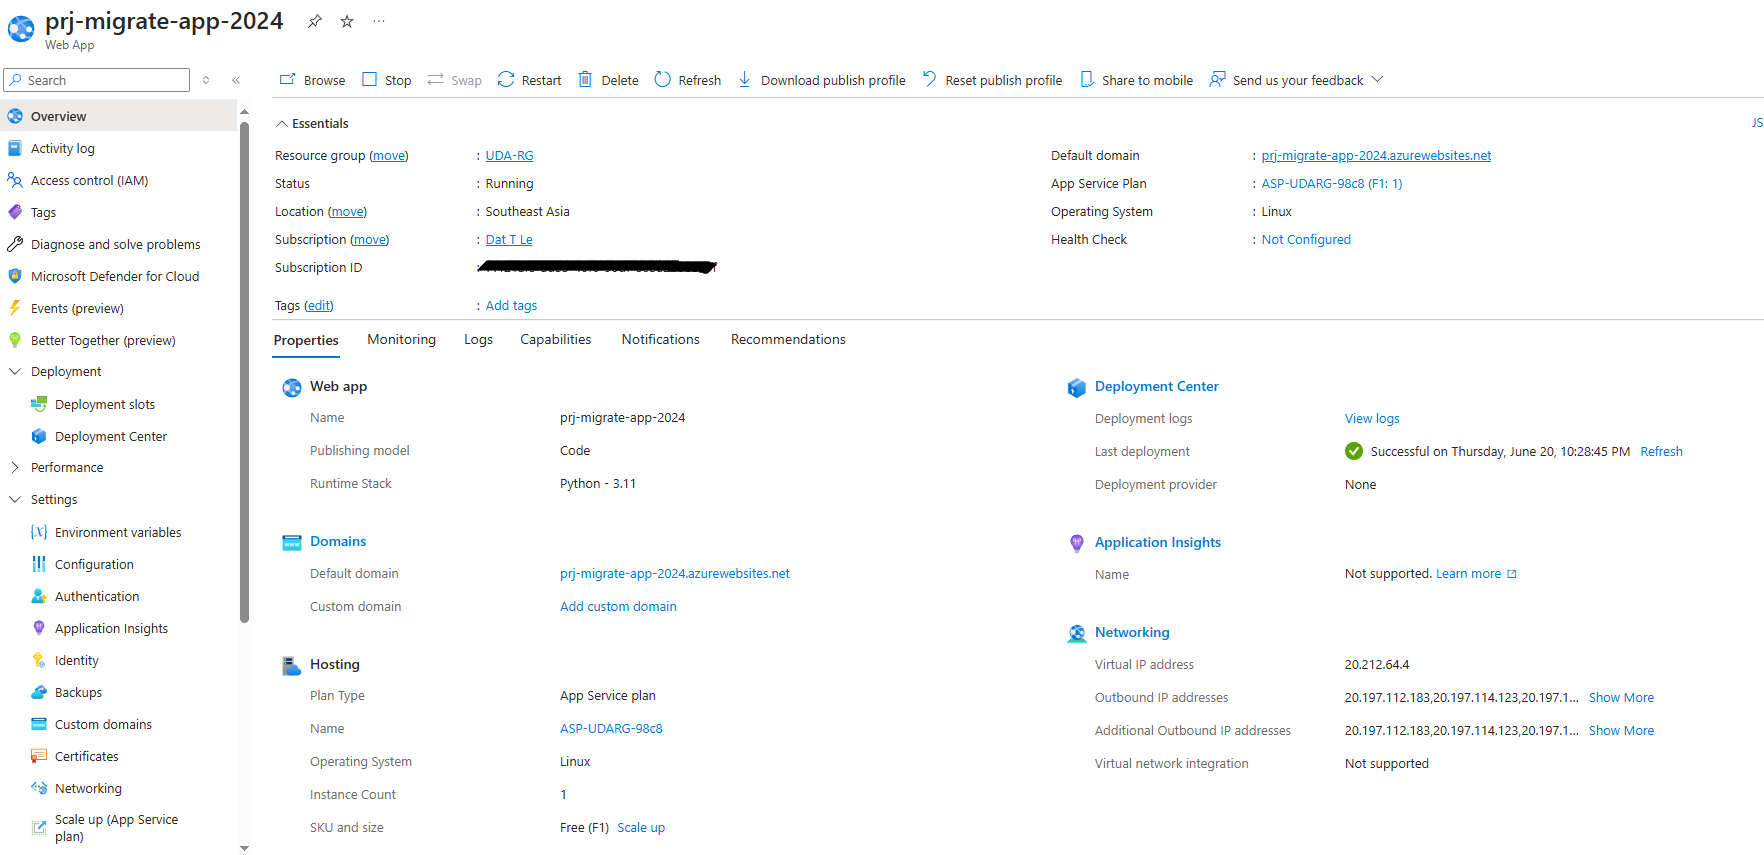 prj-migrate-app-2024
Web App
Search
Overview
Activity log
Access control (IAM)
Tags
Diagnose and solve problems
Microsoft Defender for Cloud
Events (preview)
Better Together (preview)
Deployment
Deployment slots
Deployment Center
Performance
Settings
Environment variables
Configuration
Authentication
Application Insights
Identity
Backups
Custom domains
Certificates
Networking
Scale up (App Service
plan)
Browse Stop Swap Restart Delete Refresh Download publish profile Reset publish profile Share to mobile Send us your feedback
Essentials
JS
Resource group (move) : UDA-RG
Status : Running
Location (move) : Southeast Asia
Subscription (move) : Dat T Le
Subscription ID
Tags (edit) : Add tags
Default domain : prj-migrate-app-2024.azurewebsites.net
App Service Plan : ASP-UDARG-98c8 (F1: 1)
Operating System : Linux
Health Check : Not Configured
Properties Monitoring Logs Capabilities Notifications Recommendations
Web app
Name prj-migrate-app-2024
Publishing model Code
Runtime Stack Python - 3.11
Domains
Default domain prj-migrate-app-2024.azurewebsites.net
Custom domain Add custom domain
Hosting
Plan Type App Service plan
Name ASP-UDARG-98c8
Operating System Linux
Instance Count 1
SKU and size Free (F1) Scale up
Deployment Center
Deployment logs View logs
Last deployment Successful on Thursday, June 20, 10:28:45 PM Refresh
Deployment provider None
Application Insights
Name Not supported. Learn more
Networking
Virtual IP address 20.212.64.4
Outbound IP addresses 20.197.112.183,20.197.114.123,20.197.1... Show More
Additional Outbound IP addresses 20.197.112.183,20.197.114.123,20.197.1... Show More
Virtual network integration Not supported